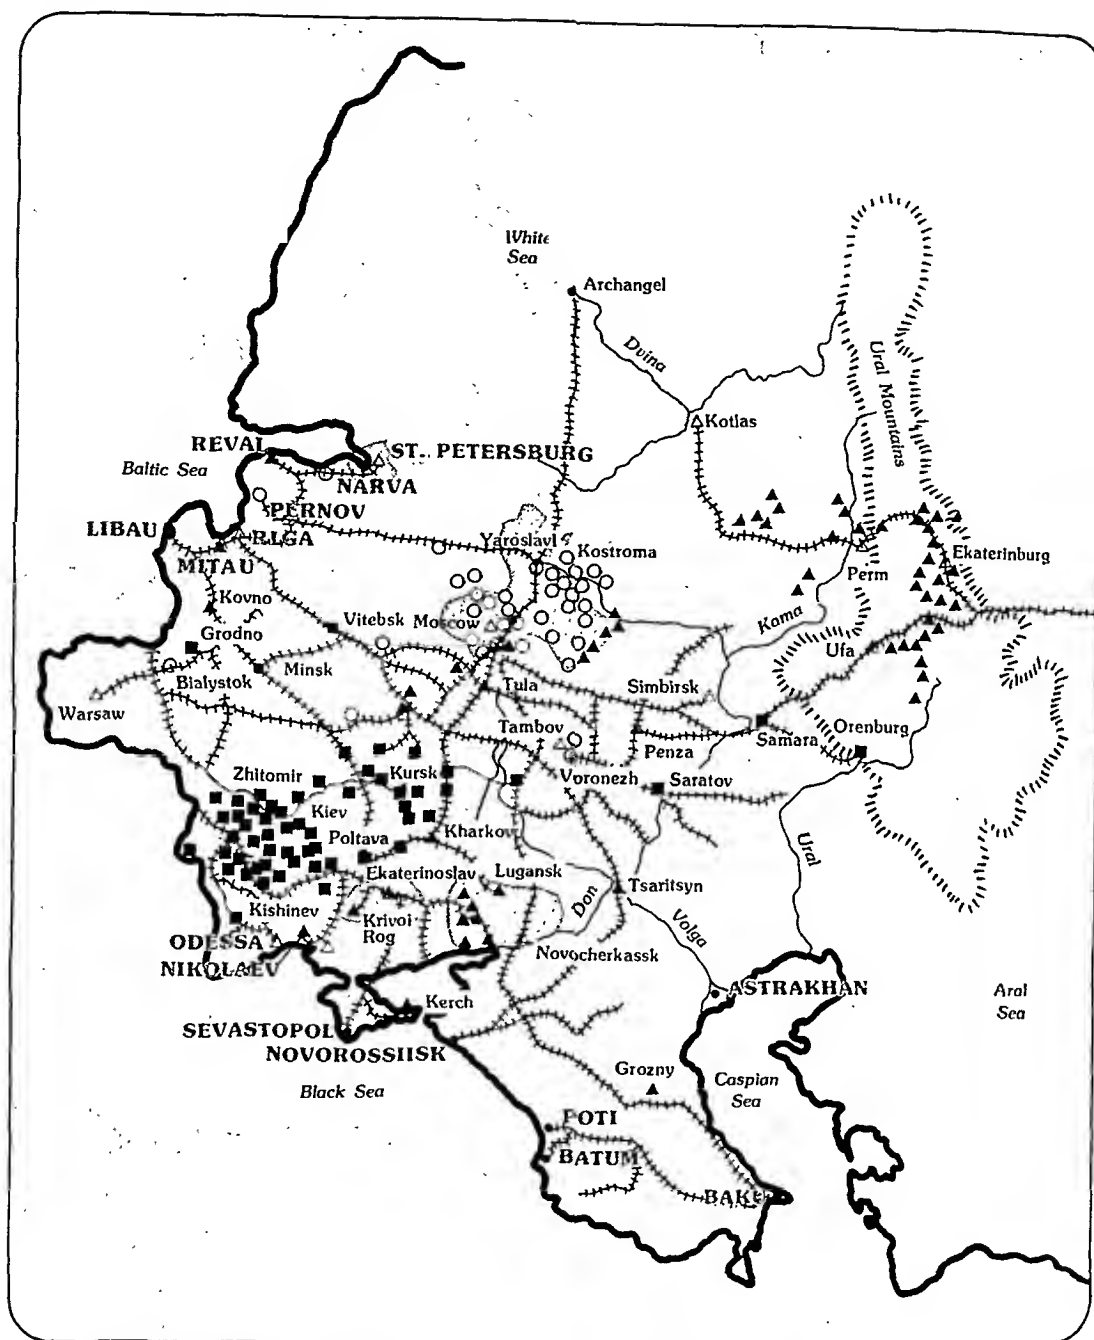 White
Sea
Archangel
Dvina
Ural Mountains
Kotlas
REVAL
ST. PETERSBURG
Baltic Sea
NARVA
PERNOV
LIBAU
RIGA
Yaroslavl
Kostroma
MITAU
Ekaterinburg
Perm
Kovno
Koma
Vitebsk
Moscow
Grodno
Ufa
Minsk
Bialystok
Tula
Simbirsk
Warsaw
Tambov
Orenburg
Penza
Samara
Zhitomir
Kursk
Voronezh
Saratov
Kiev
Poltava
Kharkov
Ural
Ekaterinoslav
Lugansk
Tsaritsyn
Don
Kishinev
Krivoi
Rog
Volga
ODESSA
Novocherkassk
NIKOLAEV
ASTRAKHAN
Aral
Sea
Kerch
SEVASTOPOL
NOVOROSSIISK
Grozny
Caspian
Sea
Black Sea
POTI
BATUM
BAKU